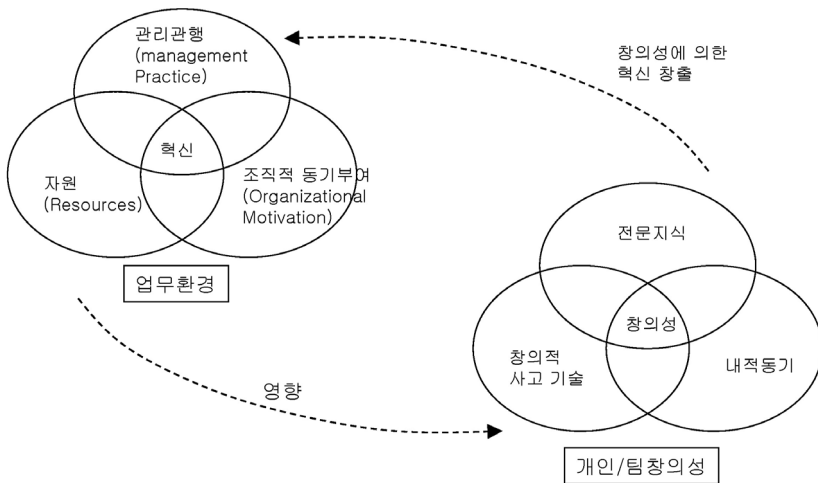 관리관행
(management
Practice)
혁신
자원
(Resources)
조직적 동기부여
(Organizational
Motivation)
업무환경
창의성에 의한
혁신 창출
전문지식
창의성
창의적
사고 기술
내적동기
개인/팀창의성
영향